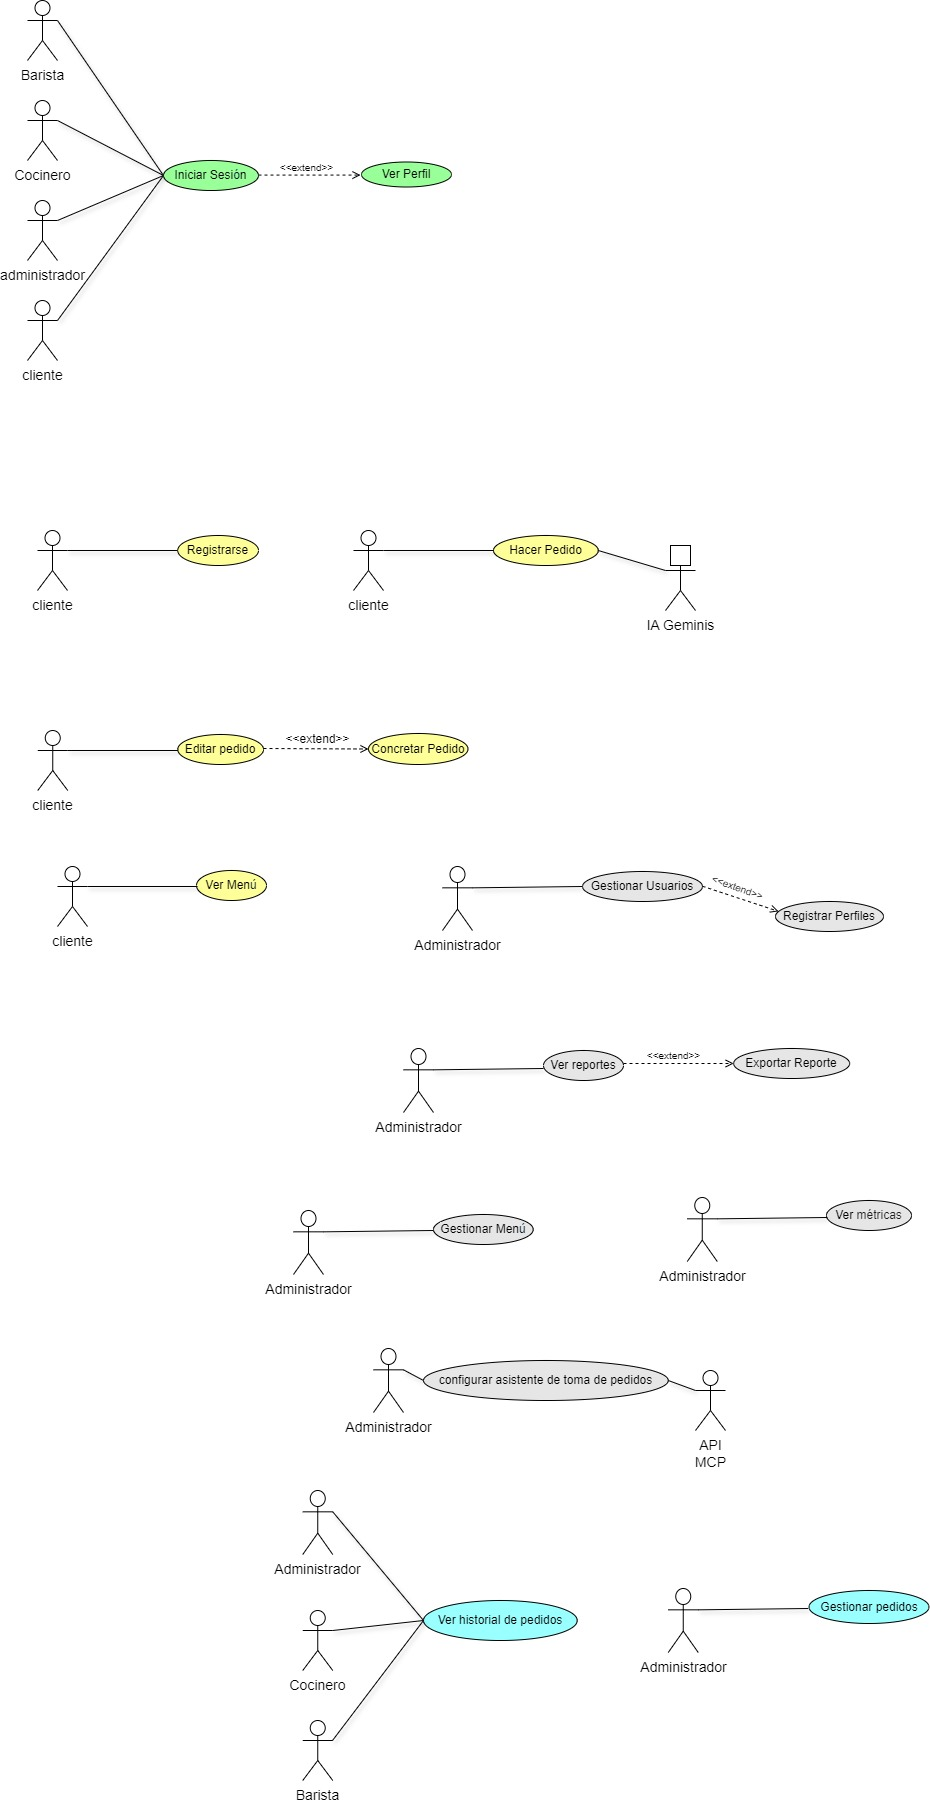 Barista
Cocinero
Iniciar Sesión
<<extend>>
Ver Perfil
administrador
cliente
cliente
Registrarse
cliente
Hacer Pedido
IA Geminis
cliente
Editar pedido
<<extend>>
Concretar Pedido
cliente
Ver Menú
Administrador
Gestionar Usuarios
<<extend>>
Registrar Perfiles
Administrador
Ver reportes
<<extend>>
Exportar Reporte
Administrador
Gestionar Menú
Administrador
Ver métricas
Administrador
configurar asistente de toma de pedidos
API
MCP
Administrador
Cocinero
Barista
Ver historial de pedidos
Administrador
Gestionar pedidos